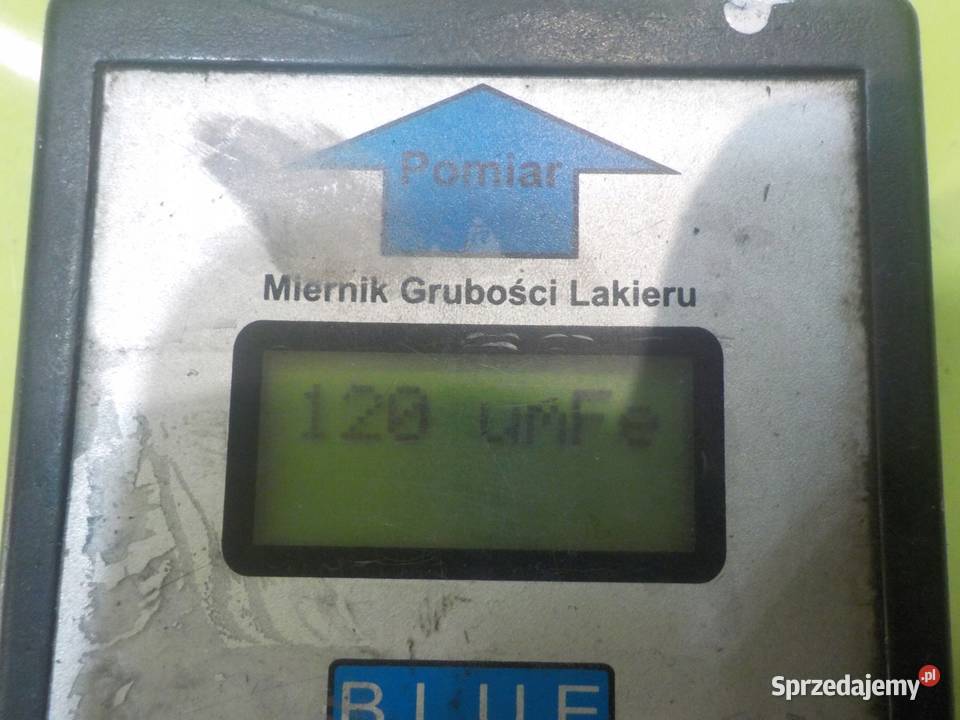 Pomiar
Miernik Grubości Lakieru
120 umFe
BLUE
Sprzedajemy.pl